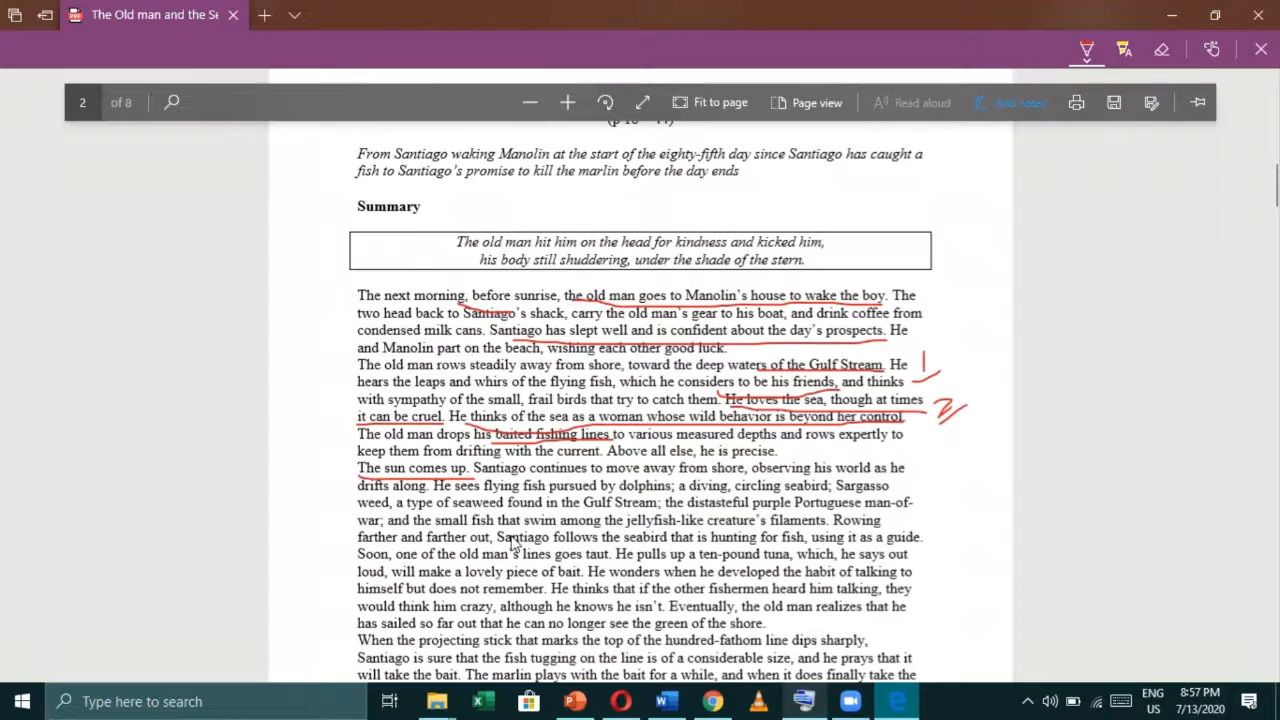 The Old man and the Se
2 of 8
Fit to page
Page view
Read aloud
Add notes
From Santiago waking Manolin at the start of the eighty-fifth day since Santiago has caught a
fish to Santiago's promise to kill the marlin before the day ends
Summary
The old man hit him on the head for kindness and kicked him,
his body still shuddering, under the shade of the stern.
The next morning, before sunrise, the old man goes to Manolin's house to wake the boy. The
two head back to Santiago's shack, carry the old man's gear to his boat, and drink coffee from
condensed milk cans. Santiago has slept well and is confident about the day's prospects. He
and Manolin part on the beach, wishing each other good luck.
The old man rows steadily away from shore, toward the deep waters of the Gulf Stream. He
1
hears the leaps and whirs of the flying fish, which he considers to be his friends, and thinks
with sympathy of the small, frail birds that try to catch them. He loves the sea, though at times
2
it can be cruel. He thinks of the sea as a woman whose wild behavior is beyond her control.
The old man drops his baited fishing lines to various measured depths and rows expertly to
keep them from drifting with the current. Above all else, he is precise.
The sun comes up. Santiago continues to move away from shore, observing his world as he
drifts along. He sees flying fish pursued by dolphins; a diving, circling seabird; Sargasso
weed, a type of seaweed found in the Gulf Stream; the distasteful purple Portuguese man-of-
war; and the small fish that swim among the jellyfish-like creature's filaments. Rowing
farther and farther out, Santiago follows the seabird that is hunting for fish, using it as a guide.
Soon, one of the old man's lines goes taut. He pulls up a ten-pound tuna, which, he says out
loud, will make a lovely piece of bait. He wonders when he developed the habit of talking to
himself but does not remember. He thinks that if the other fishermen heard him talking, they
would think him crazy, although he knows he isn't. Eventually, the old man realizes that he
has sailed so far out that he can no longer see the green of the shore.
When the projecting stick that marks the top of the hundred-fathom line dips sharply,
Santiago is sure that the fish tugging on the line is of a considerable size, and he prays that it
will take the bait. The marlin plays with the bait for a while, and when it does finally take the
Type here to search
ENG
US
8:57 PM
7/13/2020